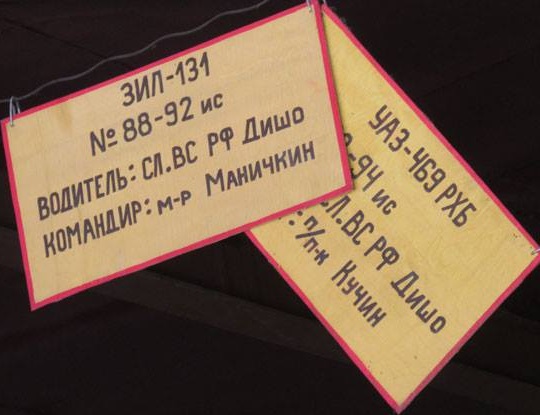 ЗИЛ-131
№ 88-92 ис
ВОДИТЕЛЬ: СЛ.ВС РФ Дишо
КОМАНДИР: м-р Маничкин
УАЗ-469 РХБ
-94 ис
СЛ.ВС РФ Дишо
: п/п-к Кучин